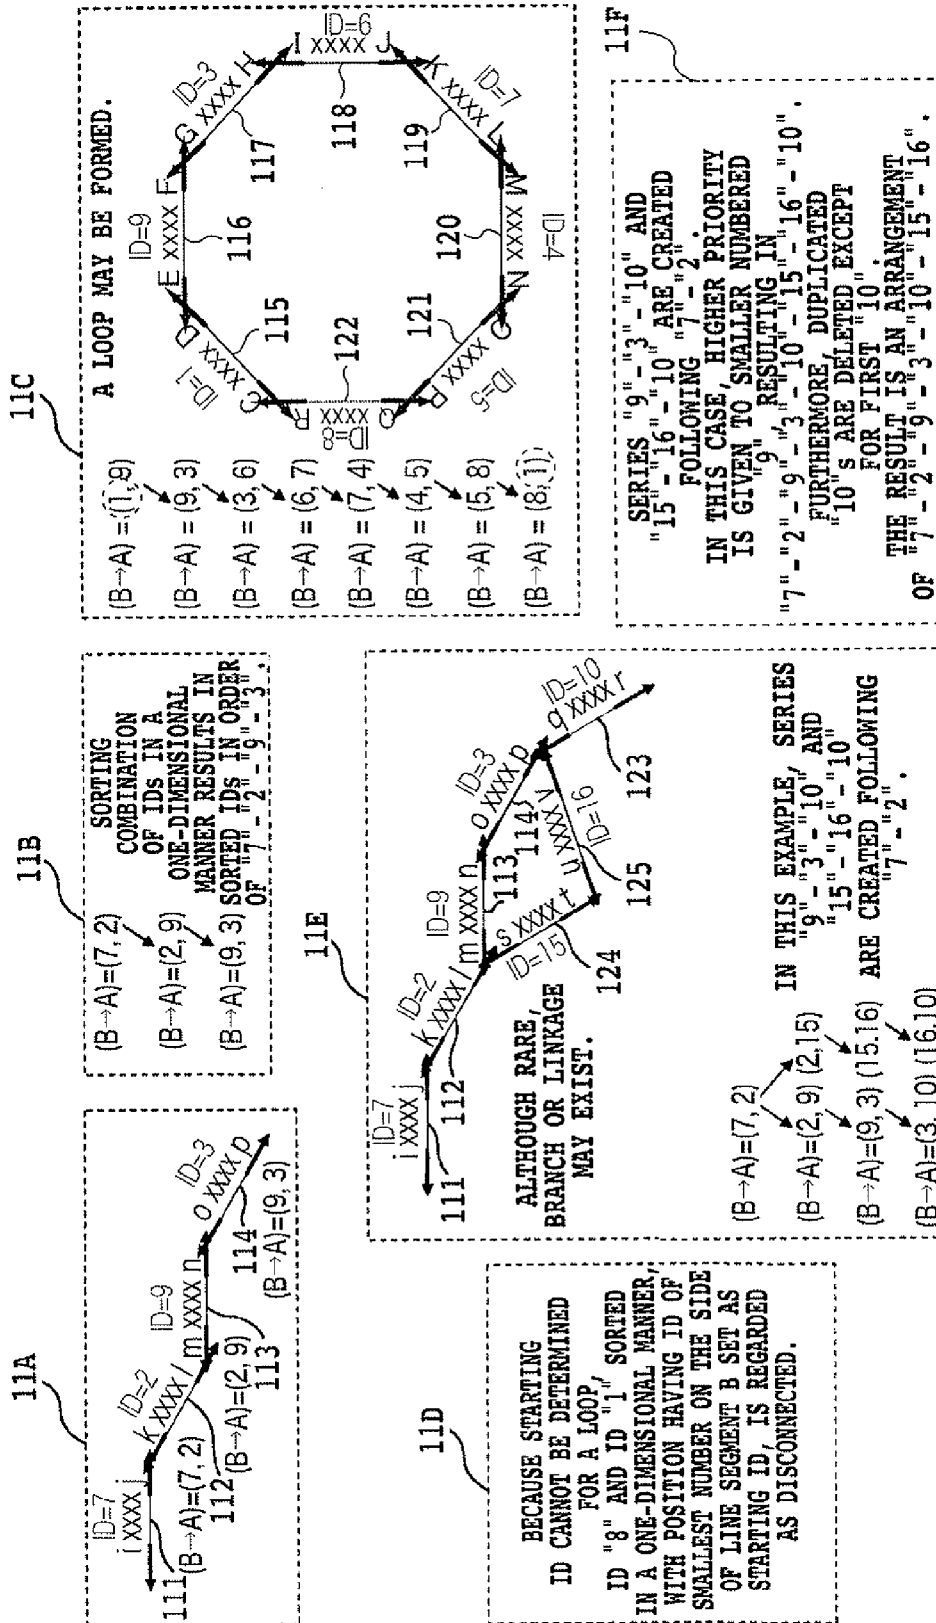 11A
ID=7
i xxxx j
111
(B→A)=(7, 2)
ID=2
k xxxx l
112
(B→A)=(2, 9)
ID=9
m xxxx n
113
ID=3
o xxxx p
114
(B→A)=(9, 3)
11B
(B→A)=(7, 2)
(B→A)=(2, 9)
(B→A)=(9, 3)
SORTING
COMBINATION
OF IDs IN A
ONE-DIMENSIONAL
MANNER RESULTS IN
SORTED IDs IN ORDER
OF "7"-"2"-"9"-"3".
11C
A LOOP MAY BE FORMED.
(B→A) = (1, 9)
(B→A) = (9, 3)
(B→A) = (3, 6)
(B→A) = (6, 7)
(B→A) = (7, 4)
(B→A) = (4, 5)
(B→A) = (5, 8)
(B→A) = (8, 1)
ID=1
C xxxx D
115
ID=9
E xxxx F
116
ID=3
G xxxx H
117
ID=6
I xxxx J
118
ID=7
K xxxx L
119
ID=4
M xxxx N
120
ID=5
O xxxx P
121
ID=8
Q xxxx R
122
11D
BECAUSE STARTING
ID CANNOT BE DETERMINED
FOR A LOOP,
ID "8" AND ID "1", SORTED
IN A ONE-DIMENSIONAL MANNER,
WITH POSITION HAVING ID OF
SMALLEST NUMBER ON THE SIDE
OF LINE SEGMENT B SET AS
STARTING ID, IS REGARDED
AS DISCONNECTED.
11E
ID=7
i xxxx j
111
ID=2
k xxxx l
112
ID=9
m xxxx n
113
ID=3
o xxxx p
114
ID=10
q xxxx r
123
s xxxx t
ID=15
124
u xxxx v
ID=16
125
ALTHOUGH RARE,
BRANCH OR LINKAGE
MAY EXIST.
(B→A)=(7, 2)
(B→A)=(2, 9) (2,15)
(B→A)=(9, 3) (15.16)
(B→A)=(3, 10) (16.10)
IN THIS EXAMPLE, SERIES
"9"-"3"-"10" AND
"15"-"16"-"10"
ARE CREATED FOLLOWING
"7"-"2".
11F
SERIES "9"-"3"-"10" AND
"15"-"16"-"10" ARE CREATED
FOLLOWING "7"-"2".
IN THIS CASE, HIGHER PRIORITY
IS GIVEN TO SMALLER NUMBERED
"9", RESULTING IN
"7"-"2"-"9"-"3"-"10"-"15"-"16"-"10".
FURTHERMORE, DUPLICATED
"10"s ARE DELETED EXCEPT
FOR FIRST "10".
THE RESULT IS AN ARRANGEMENT
OF "7"-"2"-"9"-"3"-"10"-"15"-"16".